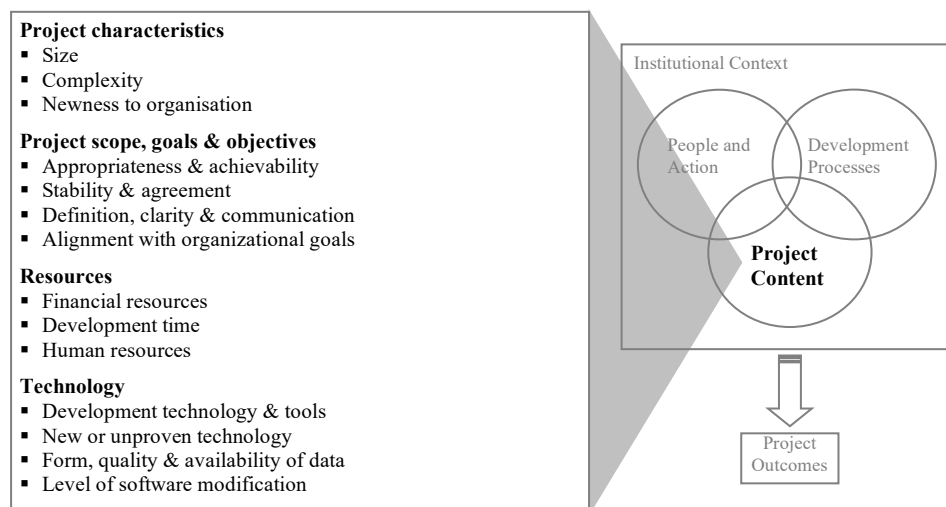 Project characteristics
▪ Size
▪ Complexity
▪ Newness to organisation
Project scope, goals & objectives
▪ Appropriateness & achievability
▪ Stability & agreement
▪ Definition, clarity & communication
▪ Alignment with organizational goals
Resources
▪ Financial resources
▪ Development time
▪ Human resources
Technology
▪ Development technology & tools
▪ New or unproven technology
▪ Form, quality & availability of data
▪ Level of software modification
Institutional Context
People and
Action
Development
Processes
Project
Content
Project
Outcomes